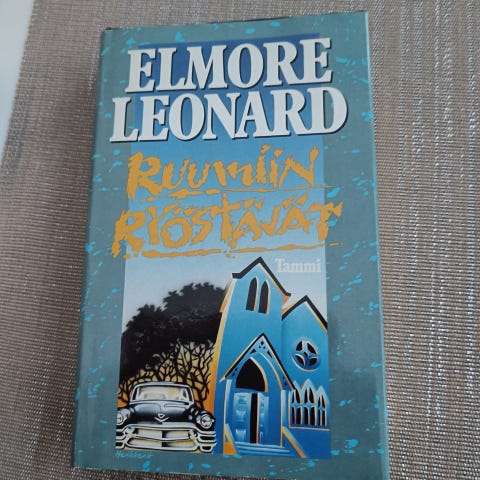 ELMORE
LEONARD
RUUMIIN
RYÖSTÄJÄT
Tammi